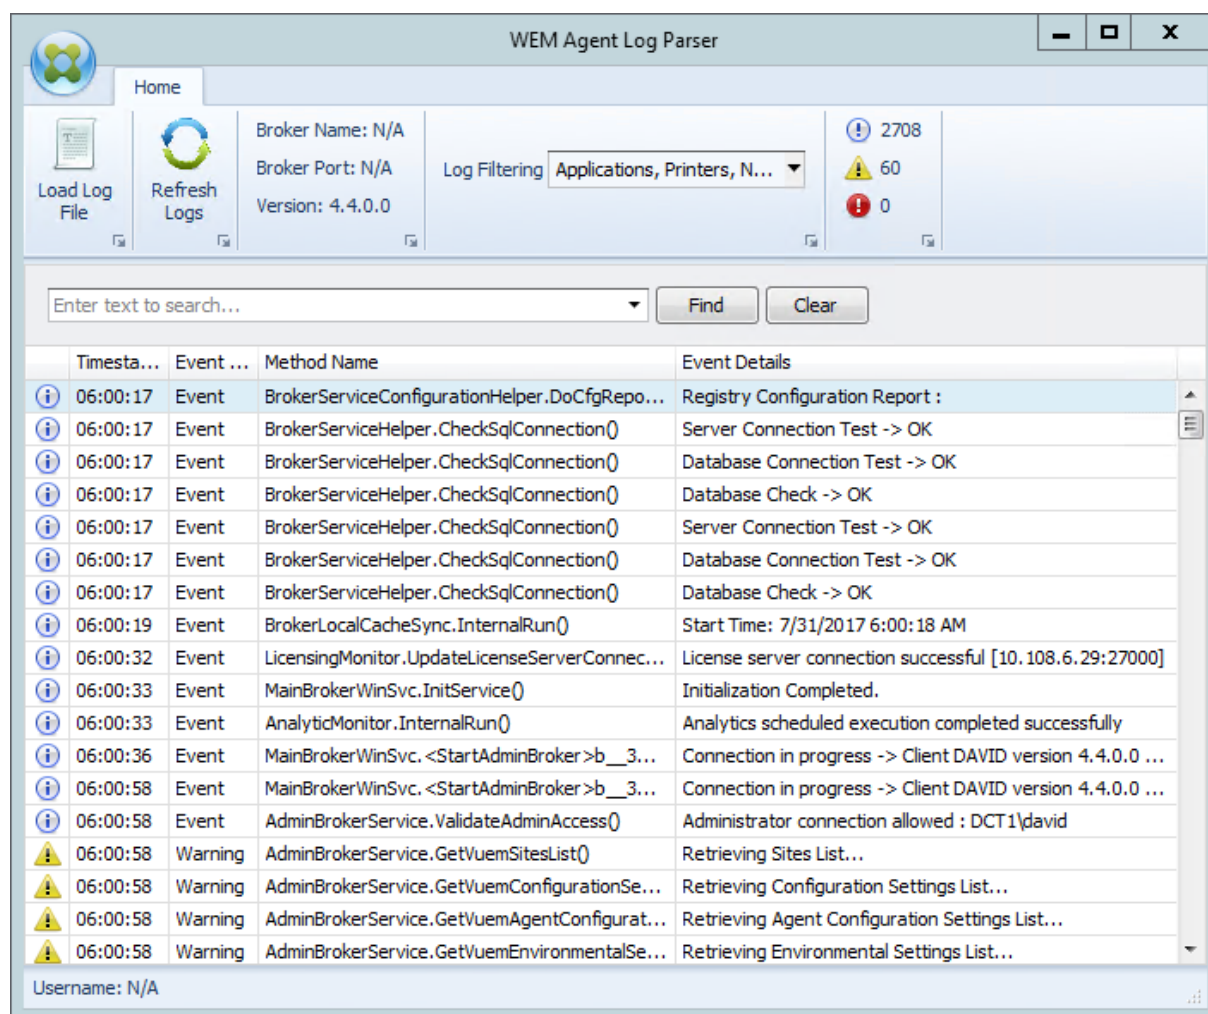 WEM Agent Log Parser
Home
Load Log File
Refresh Logs
Broker Name: N/A
Broker Port: N/A
Version: 4.4.0.0
Log Filtering Applications, Printers, N...
2708
60
0
Enter text to search... Find Clear
Timesta... Event ... Method Name Event Details
06:00:17 Event BrokerServiceConfigurationHelper.DoCfgRepo... Registry Configuration Report :
06:00:17 Event BrokerServiceHelper.CheckSqlConnection() Server Connection Test -> OK
06:00:17 Event BrokerServiceHelper.CheckSqlConnection() Database Connection Test -> OK
06:00:17 Event BrokerServiceHelper.CheckSqlConnection() Database Check -> OK
06:00:17 Event BrokerServiceHelper.CheckSqlConnection() Server Connection Test -> OK
06:00:17 Event BrokerServiceHelper.CheckSqlConnection() Database Connection Test -> OK
06:00:17 Event BrokerServiceHelper.CheckSqlConnection() Database Check -> OK
06:00:19 Event BrokerLocalCacheSync.InternalRun() Start Time: 7/31/2017 6:00:18 AM
06:00:32 Event LicensingMonitor.UpdateLicenseServerConnec... License server connection successful [10.108.6.29:27000]
06:00:33 Event MainBrokerWinSvc.InitService() Initialization Completed.
06:00:33 Event AnalyticMonitor.InternalRun() Analytics scheduled execution completed successfully
06:00:36 Event MainBrokerWinSvc.<StartAdminBroker>b__3... Connection in progress -> Client DAVID version 4.4.0.0 ...
06:00:58 Event MainBrokerWinSvc.<StartAdminBroker>b__3... Connection in progress -> Client DAVID version 4.4.0.0 ...
06:00:58 Event AdminBrokerService.ValidateAdminAccess() Administrator connection allowed : DCT1\david
06:00:58 Warning AdminBrokerService.GetVuemSitesList() Retrieving Sites List...
06:00:58 Warning AdminBrokerService.GetVuemConfigurationSe... Retrieving Configuration Settings List...
06:00:58 Warning AdminBrokerService.GetVuemAgentConfigurat... Retrieving Agent Configuration Settings List...
06:00:58 Warning AdminBrokerService.GetVuemEnvironmentalSe... Retrieving Environmental Settings List...
Username: N/A